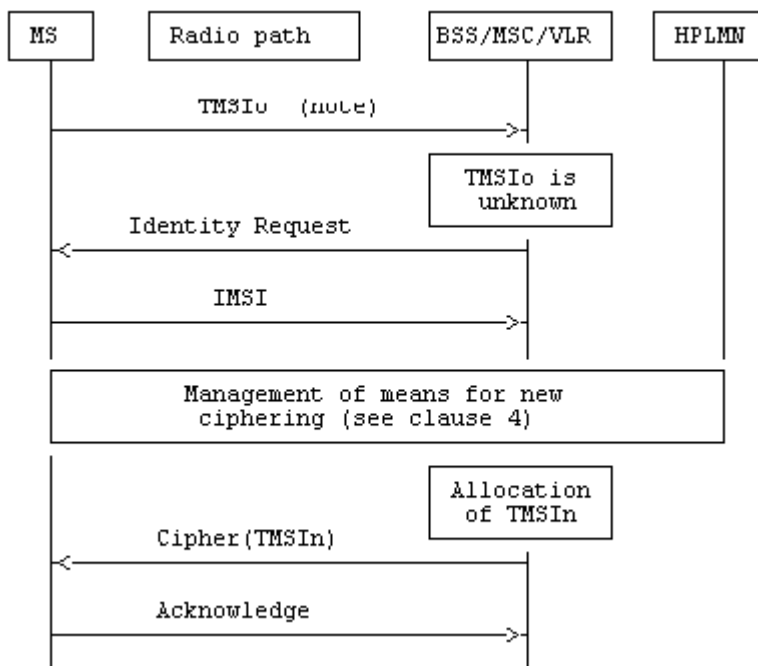 MS
Radio path
BSS/MSC/VLR
HPLMN
TMSIo (note)
TMSIo is
unknown
Identity Request
IMSI
Management of means for new
ciphering (see clause 4)
Allocation
of TMSIn
Cipher(TMSIn)
Acknowledge